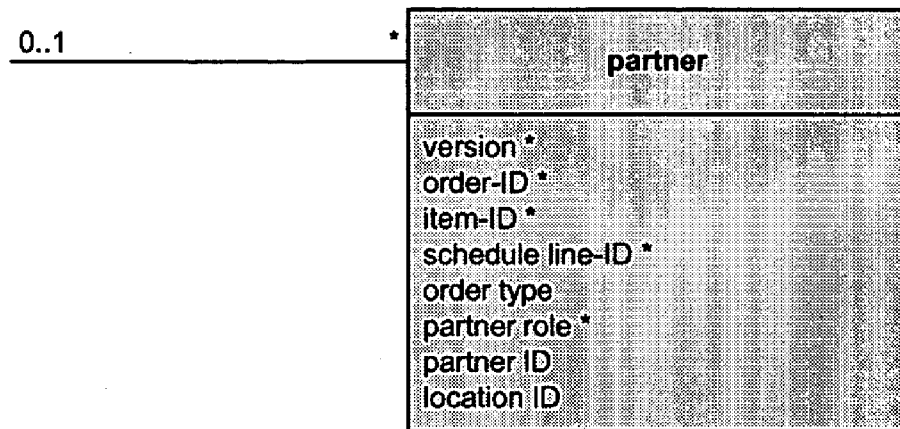 0..1 *
partner
version *
order-ID *
item-ID *
schedule line-ID *
order type
partner role *
partner ID
location ID